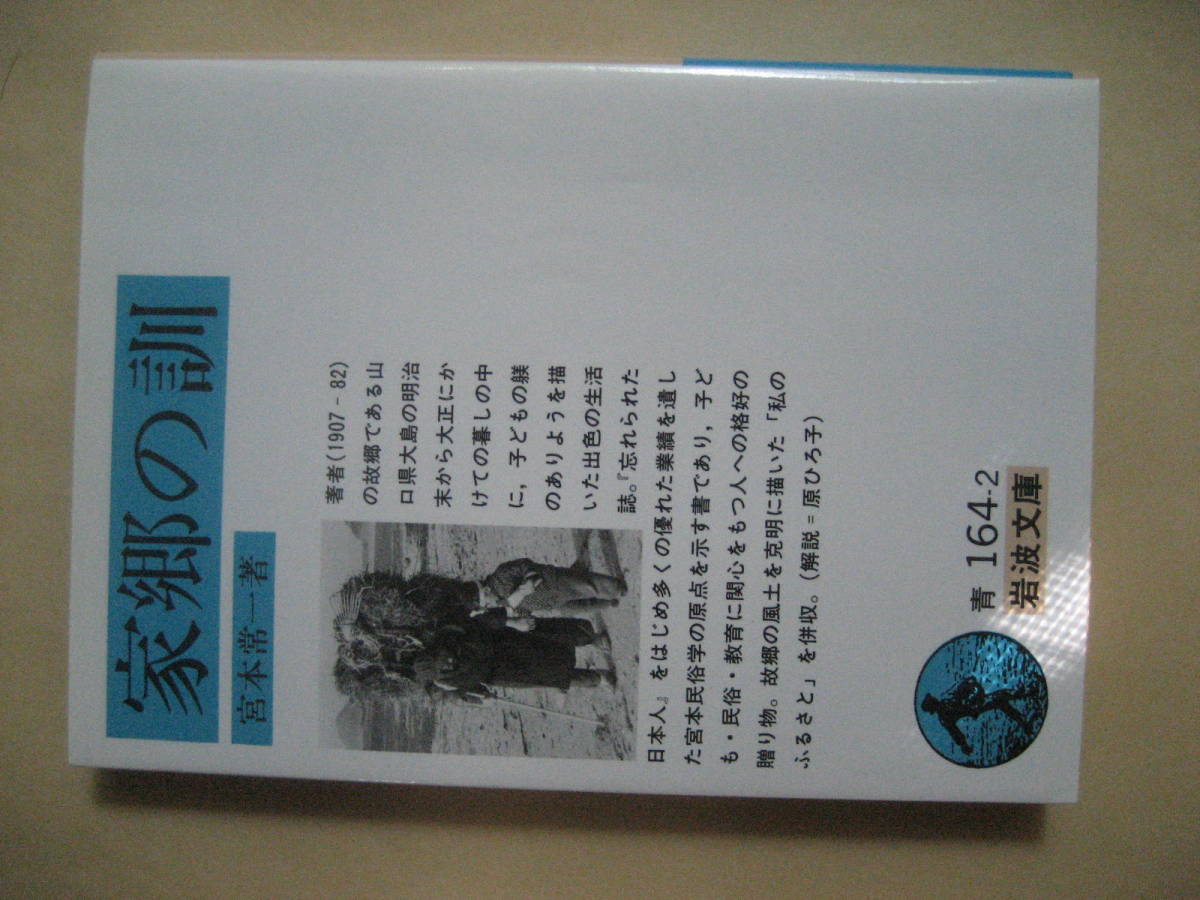 家郷の訓
宮本常一著
著者(1907-82)
の故郷である山
口県大島の明治
末から大正にか
けての暮しの中
に，子どもの躾
のありようを描
いた出色の生活
誌。『忘れられた
日本人』をはじめ多くの優れた業績を遺し
た宮本民俗学の原点を示す書であり，子ど
も・民俗・教育に関心をもつ人への格好の
贈り物。故郷の風土を克明に描いた「私の
ふるさと」を併収。(解説＝原ひろ子)
青 164-2
岩波文庫